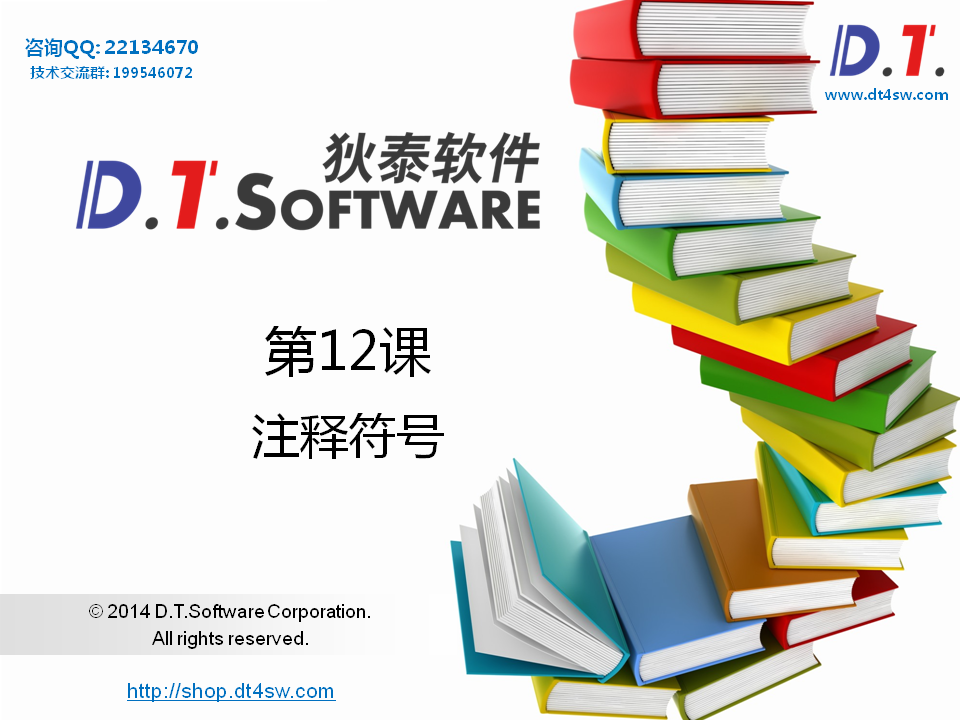 咨询QQ: 22134670
技术交流群: 199546072
D.T.
www.dt4sw.com
狄泰软件
D.T.SOFTWARE
第12课
注释符号
© 2014 D.T.Software Corporation.
All rights reserved.
http://shop.dt4sw.com